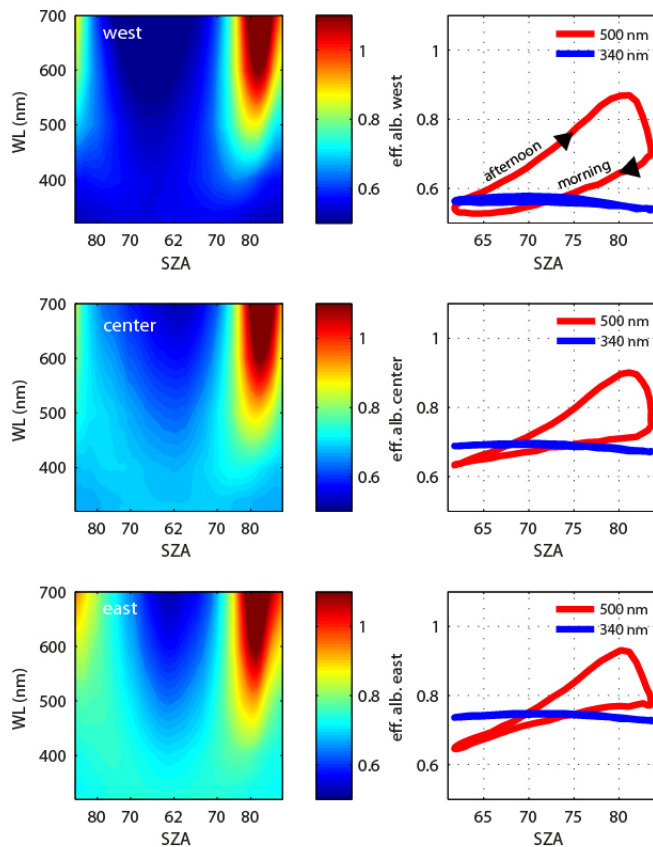 west
WL (nm)
700
600
500
400
80 70 62 70 80
SZA
1
0.8
0.6
eff. alb. west
1
0.8
0.6
500 nm
340 nm
afternoon
morning
65 70 75 80
SZA
center
WL (nm)
700
600
500
400
80 70 62 70 80
SZA
1
0.8
0.6
eff. alb. center
1
0.8
0.6
500 nm
340 nm
65 70 75 80
SZA
east
WL (nm)
700
600
500
400
80 70 62 70 80
SZA
1
0.8
0.6
eff. alb. east
1
0.8
0.6
500 nm
340 nm
65 70 75 80
SZA